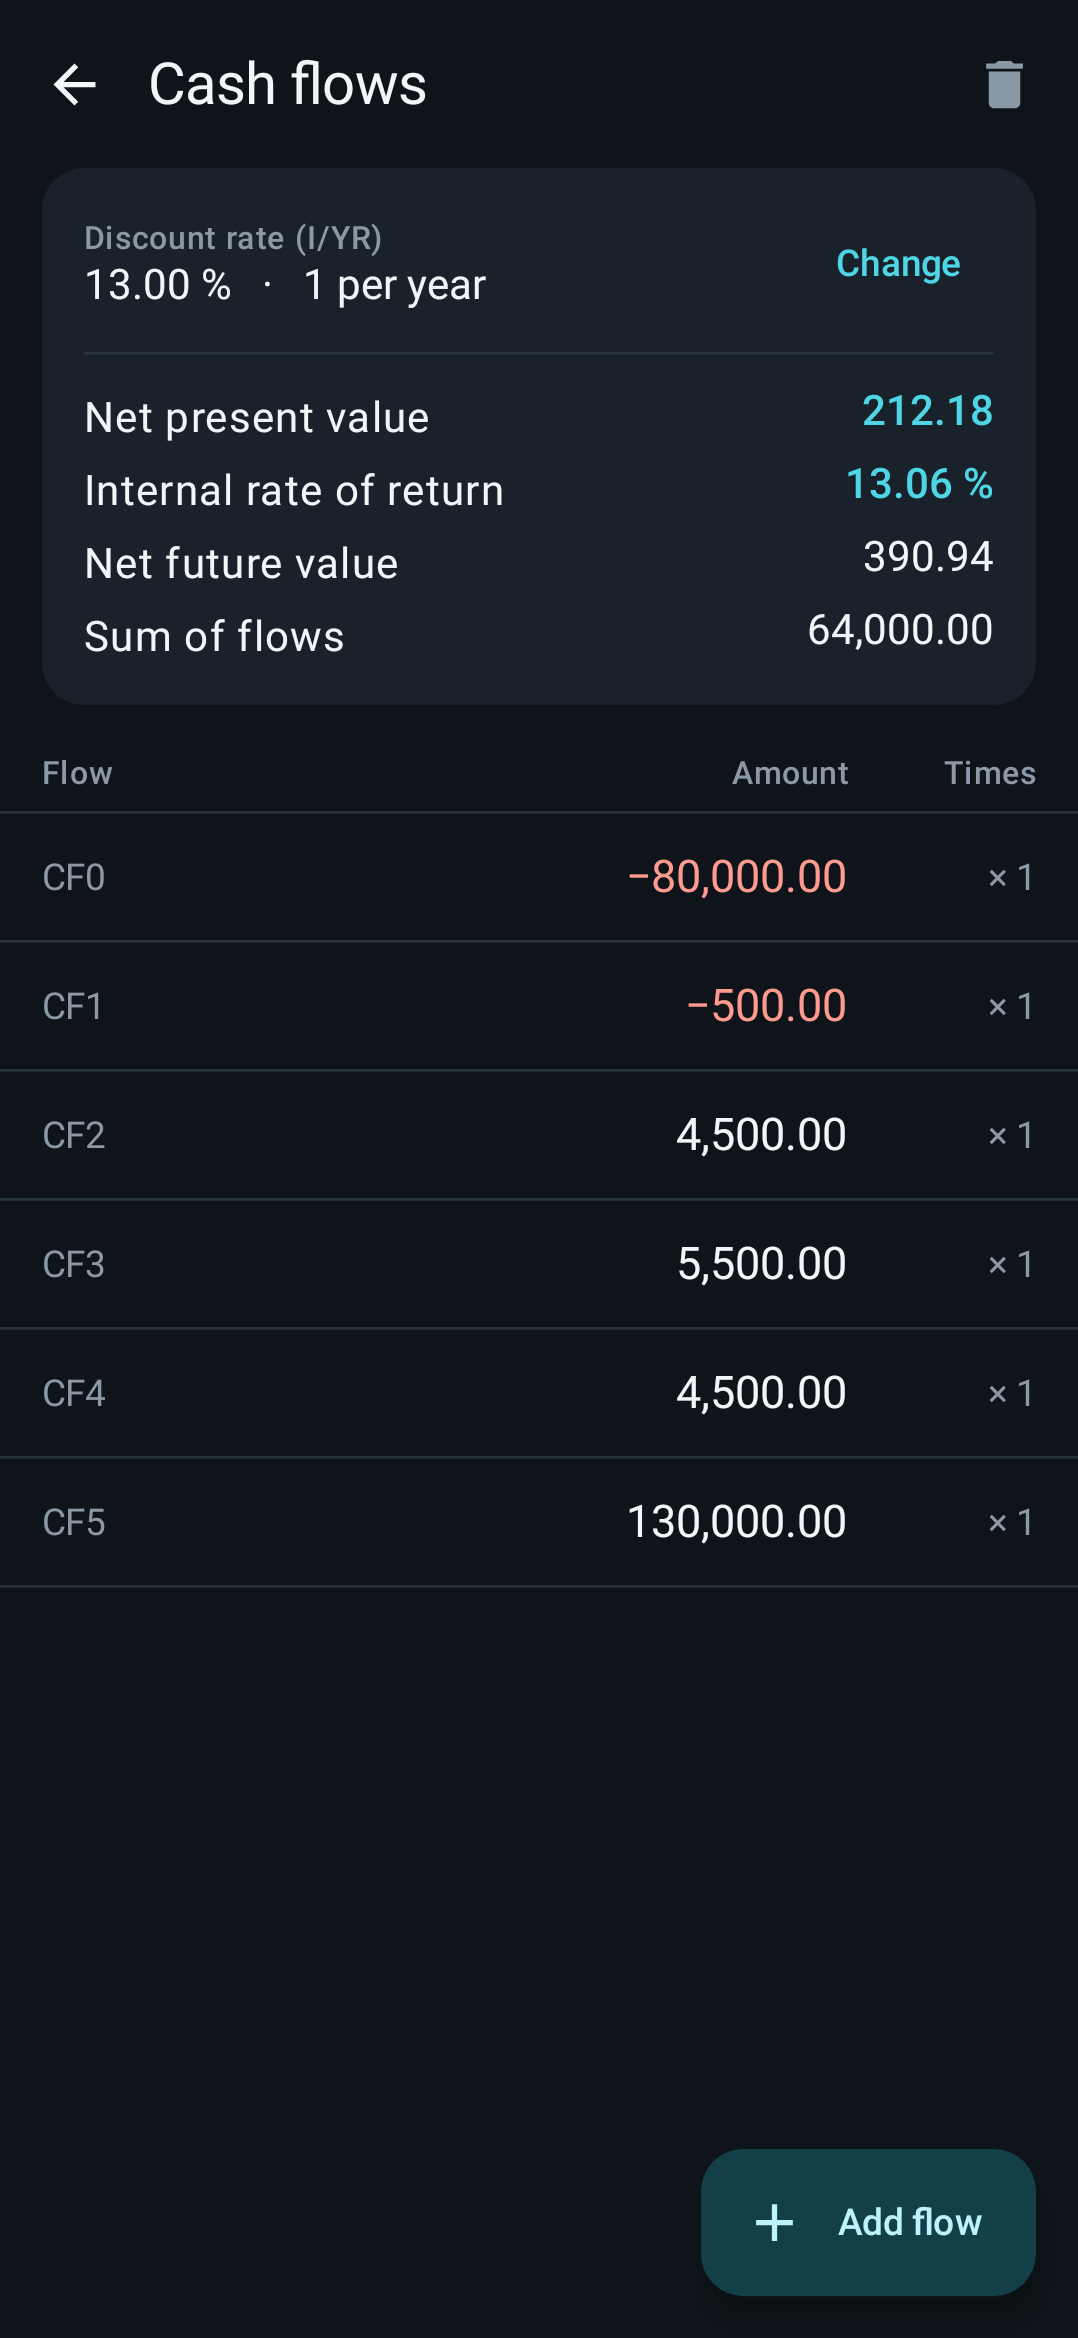 Cash flows
Discount rate (I/YR)
13.00 % · 1 per year
Change
Net present value 212.18
Internal rate of return 13.06 %
Net future value 390.94
Sum of flows 64,000.00
Flow Amount Times
CF0 −80,000.00 × 1
CF1 −500.00 × 1
CF2 4,500.00 × 1
CF3 5,500.00 × 1
CF4 4,500.00 × 1
CF5 130,000.00 × 1
Add flow